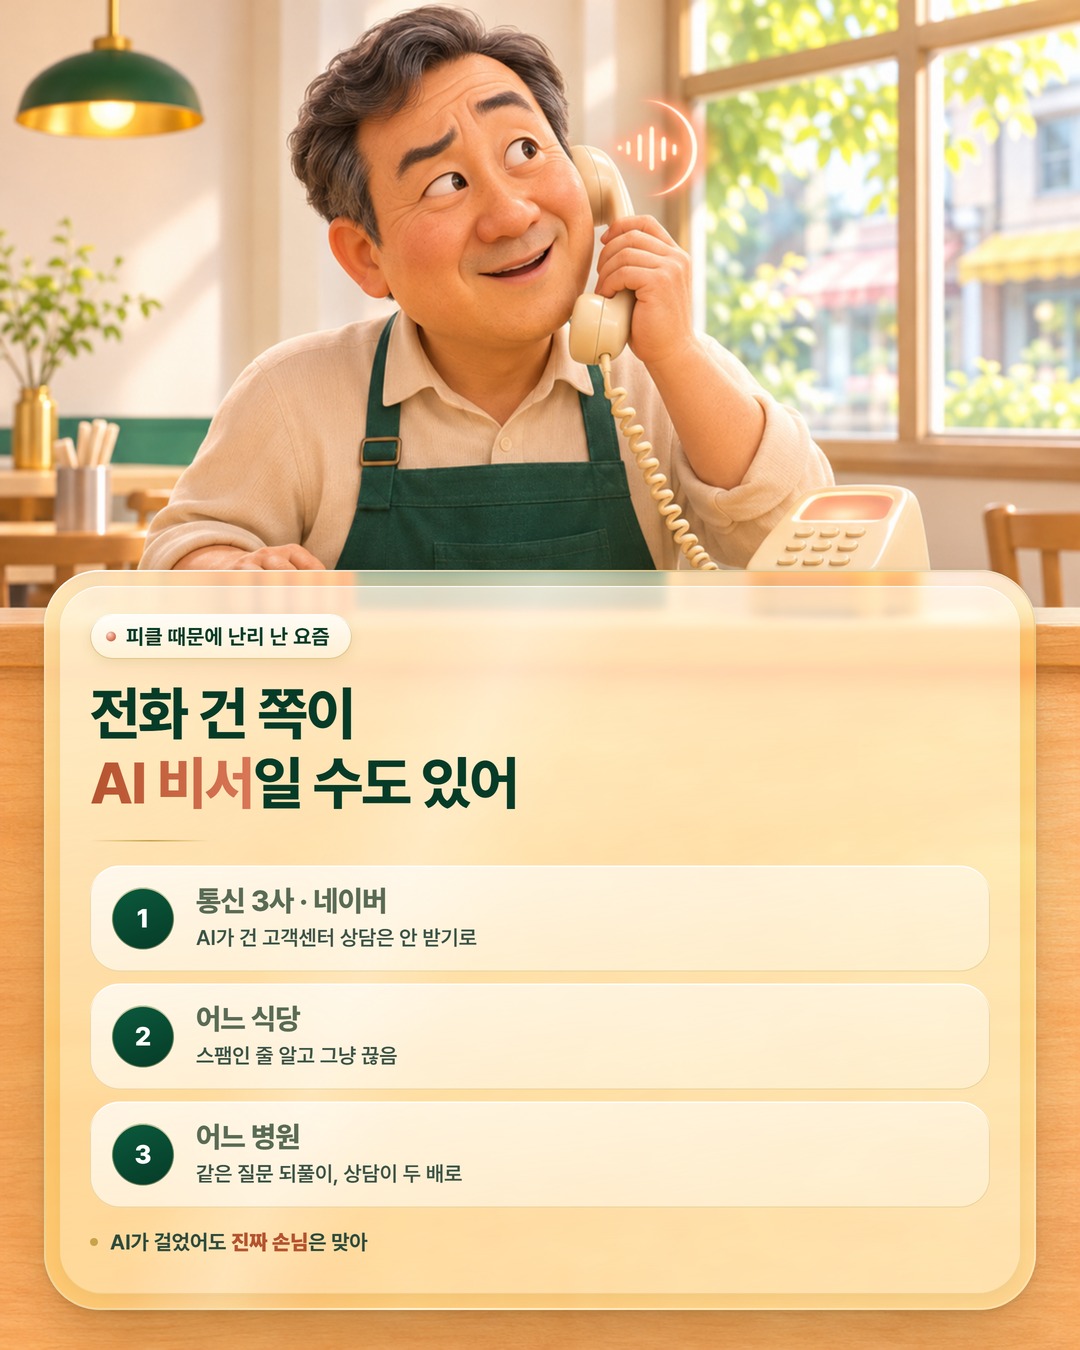 피클 때문에 난리 난 요즘
전화 건 쪽이
AI 비서일 수도 있어
1
통신 3사 · 네이버
AI가 건 고객센터 상담은 안 받기로
2
어느 식당
스팸인 줄 알고 그냥 끊음
3
어느 병원
같은 질문 되풀이, 상담이 두 배로
AI가 걸었어도 진짜 손님은 맞아